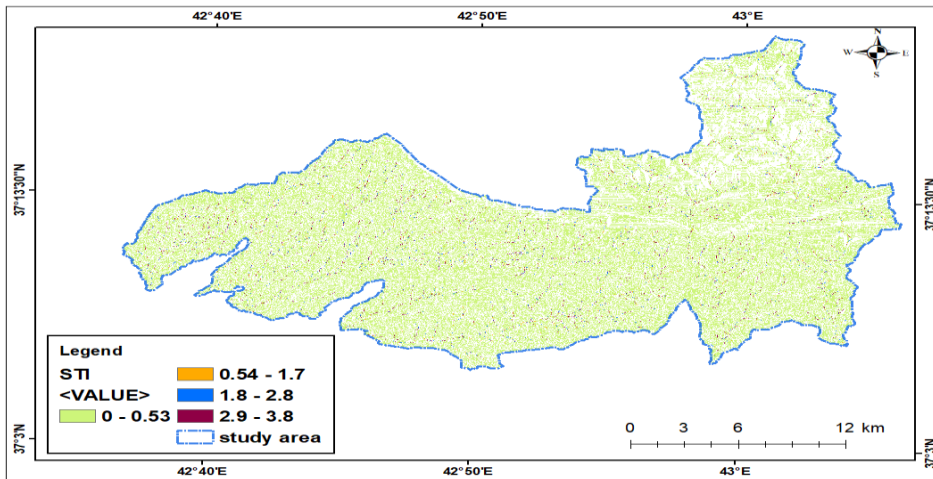 42°40'E 42°50'E 43°E
N
W E
S
37°13'30"N 37°13'30"N
Legend
STI 0.54 - 1.7
<VALUE> 1.8 - 2.8
0 - 0.53 2.9 - 3.8
study area
0 3 6 12 km
37°3'N 37°3'N
42°40'E 42°50'E 43°E